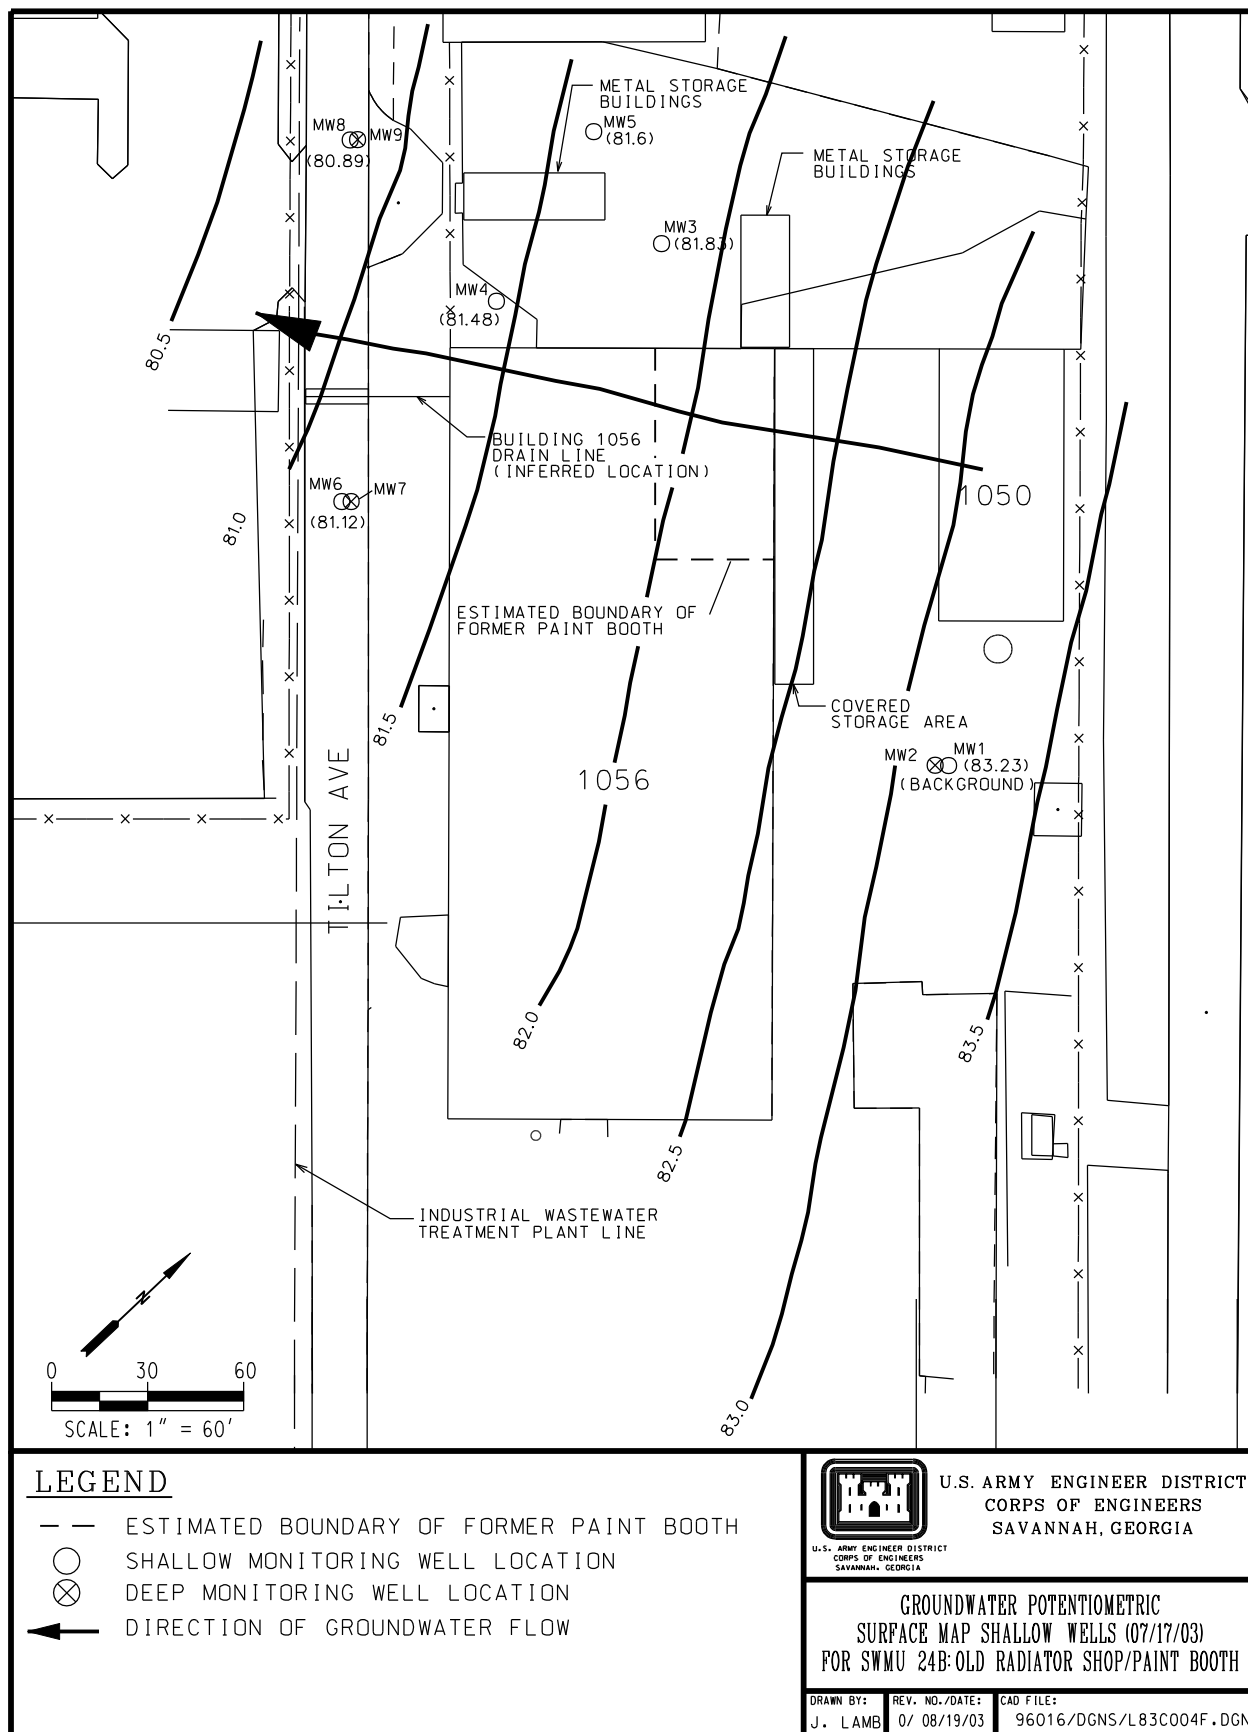 METAL STORAGE
BUILDINGS
MW8
MW9
(80.89)
MW5
(81.6)
METAL STORAGE
BUILDINGS
MW3
(81.83)
MW4
(81.48)
80.5
BUILDING 1056
DRAIN LINE
(INFERRED LOCATION)
MW6
MW7
(81.12)
1050
81.0
ESTIMATED BOUNDARY OF
FORMER PAINT BOOTH
81.5
COVERED
STORAGE AREA
MW2
MW1
(83.23)
(BACKGROUND)
1056
TILTON AVE
82.0
83.5
82.5
INDUSTRIAL WASTEWATER
TREATMENT PLANT LINE
N
0 30 60
SCALE: 1" = 60'
83.0
LEGEND
ESTIMATED BOUNDARY OF FORMER PAINT BOOTH
SHALLOW MONITORING WELL LOCATION
DEEP MONITORING WELL LOCATION
DIRECTION OF GROUNDWATER FLOW
U.S. ARMY ENGINEER DISTRICT
CORPS OF ENGINEERS
SAVANNAH, GEORGIA
U.S. ARMY ENGINEER DISTRICT
CORPS OF ENGINEERS
SAVANNAH, GEORGIA
GROUNDWATER POTENTIOMETRIC
SURFACE MAP SHALLOW WELLS (07/17/03)
FOR SWMU 24B: OLD RADIATOR SHOP/PAINT BOOTH
DRAWN BY:
J. LAMB
REV. NO./DATE:
0/ 08/19/03
CAD FILE:
96016/DGNS/L83C004F.DGN